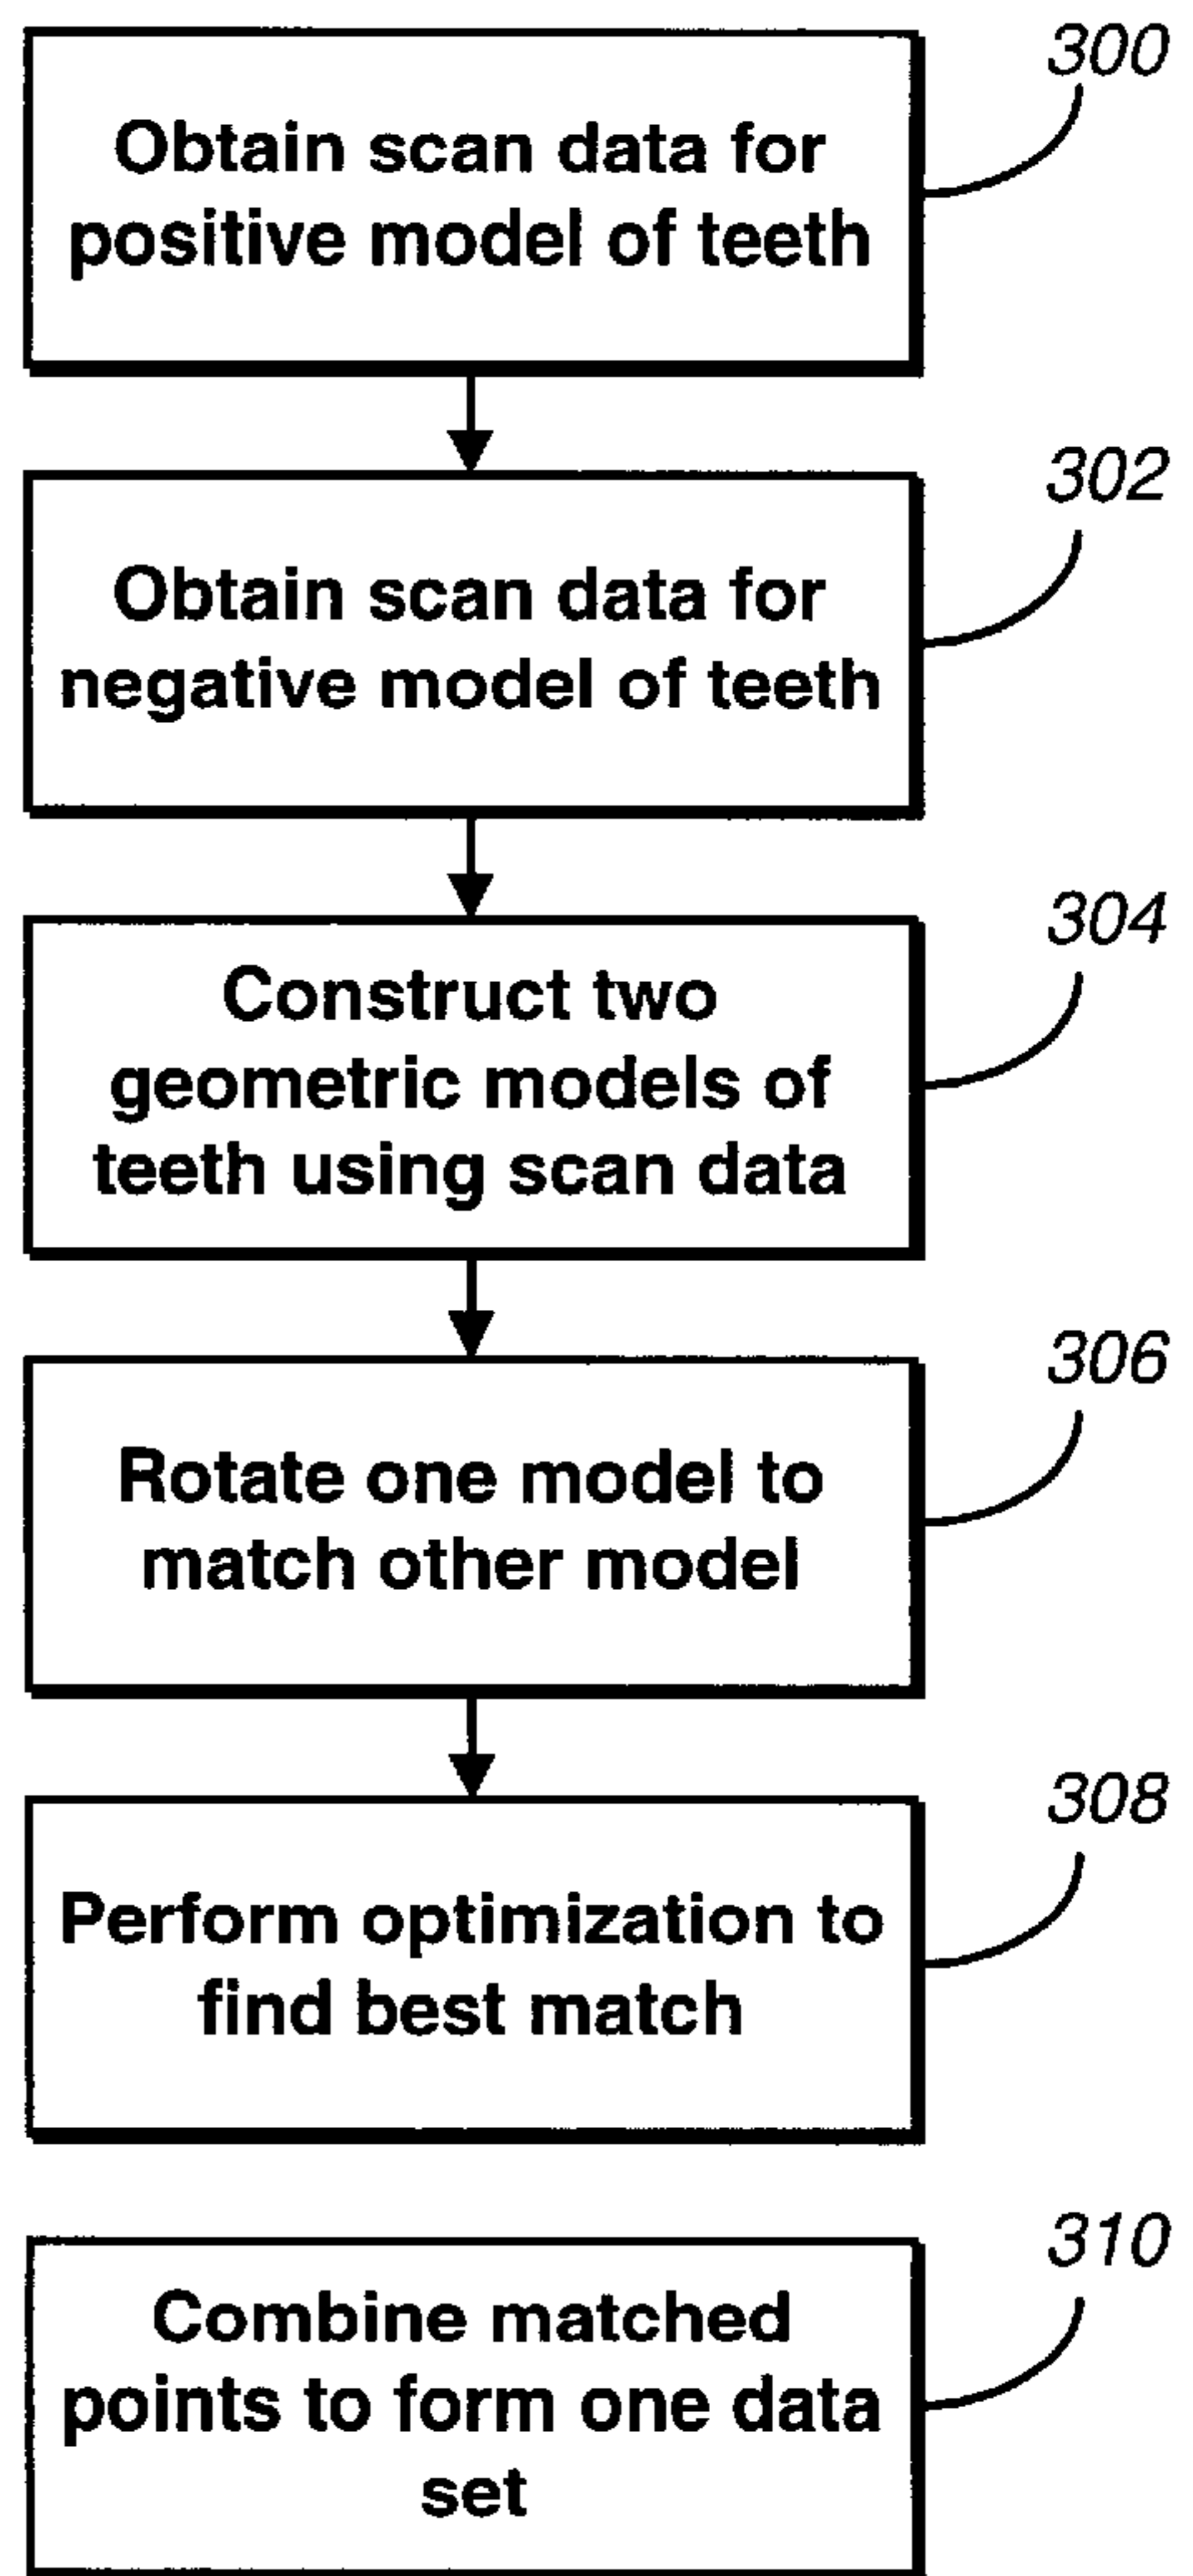 300
Obtain scan data for
positive model of teeth
302
Obtain scan data for
negative model of teeth
304
Construct two
geometric models of
teeth using scan data
306
Rotate one model to
match other model
308
Perform optimization to
find best match
310
Combine matched
points to form one data
set